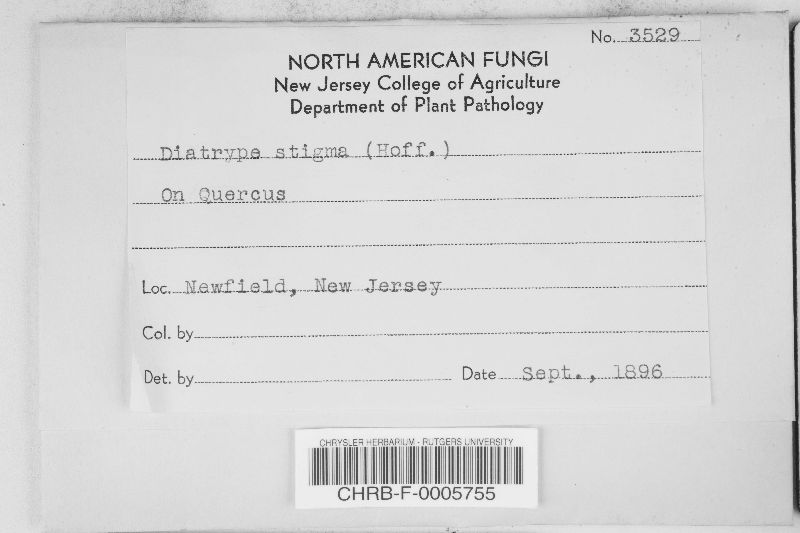 No. 3529
NORTH AMERICAN FUNGI
New Jersey College of Agriculture
Department of Plant Pathology
Diatrype stigma (Hoff.)
On Quercus
Loc. Newfield, New Jersey
Col. by
Det. by Date Sept., 1896
CHRYSLER HERBARIUM - RUTGERS UNIVERSITY
CHRB-F-0005755